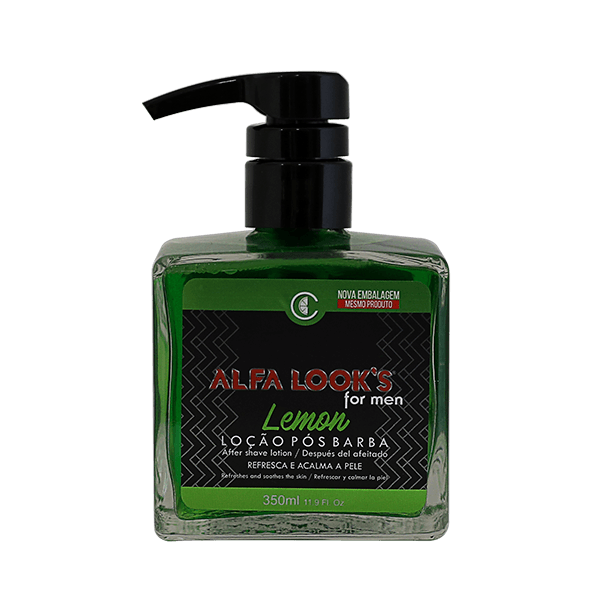 NOVA EMBALAGEM
MESMO PRODUTO
ALFA LOOK'S
for men
Lemon
LOÇÃO PÓS BARBA
After shave lotion / Después del afeitado
REFRESCA E ACALMA A PELE
Refreshes and soothes the skin / Refrescar y calmar la piel
350ml 11.9 Fl. Oz